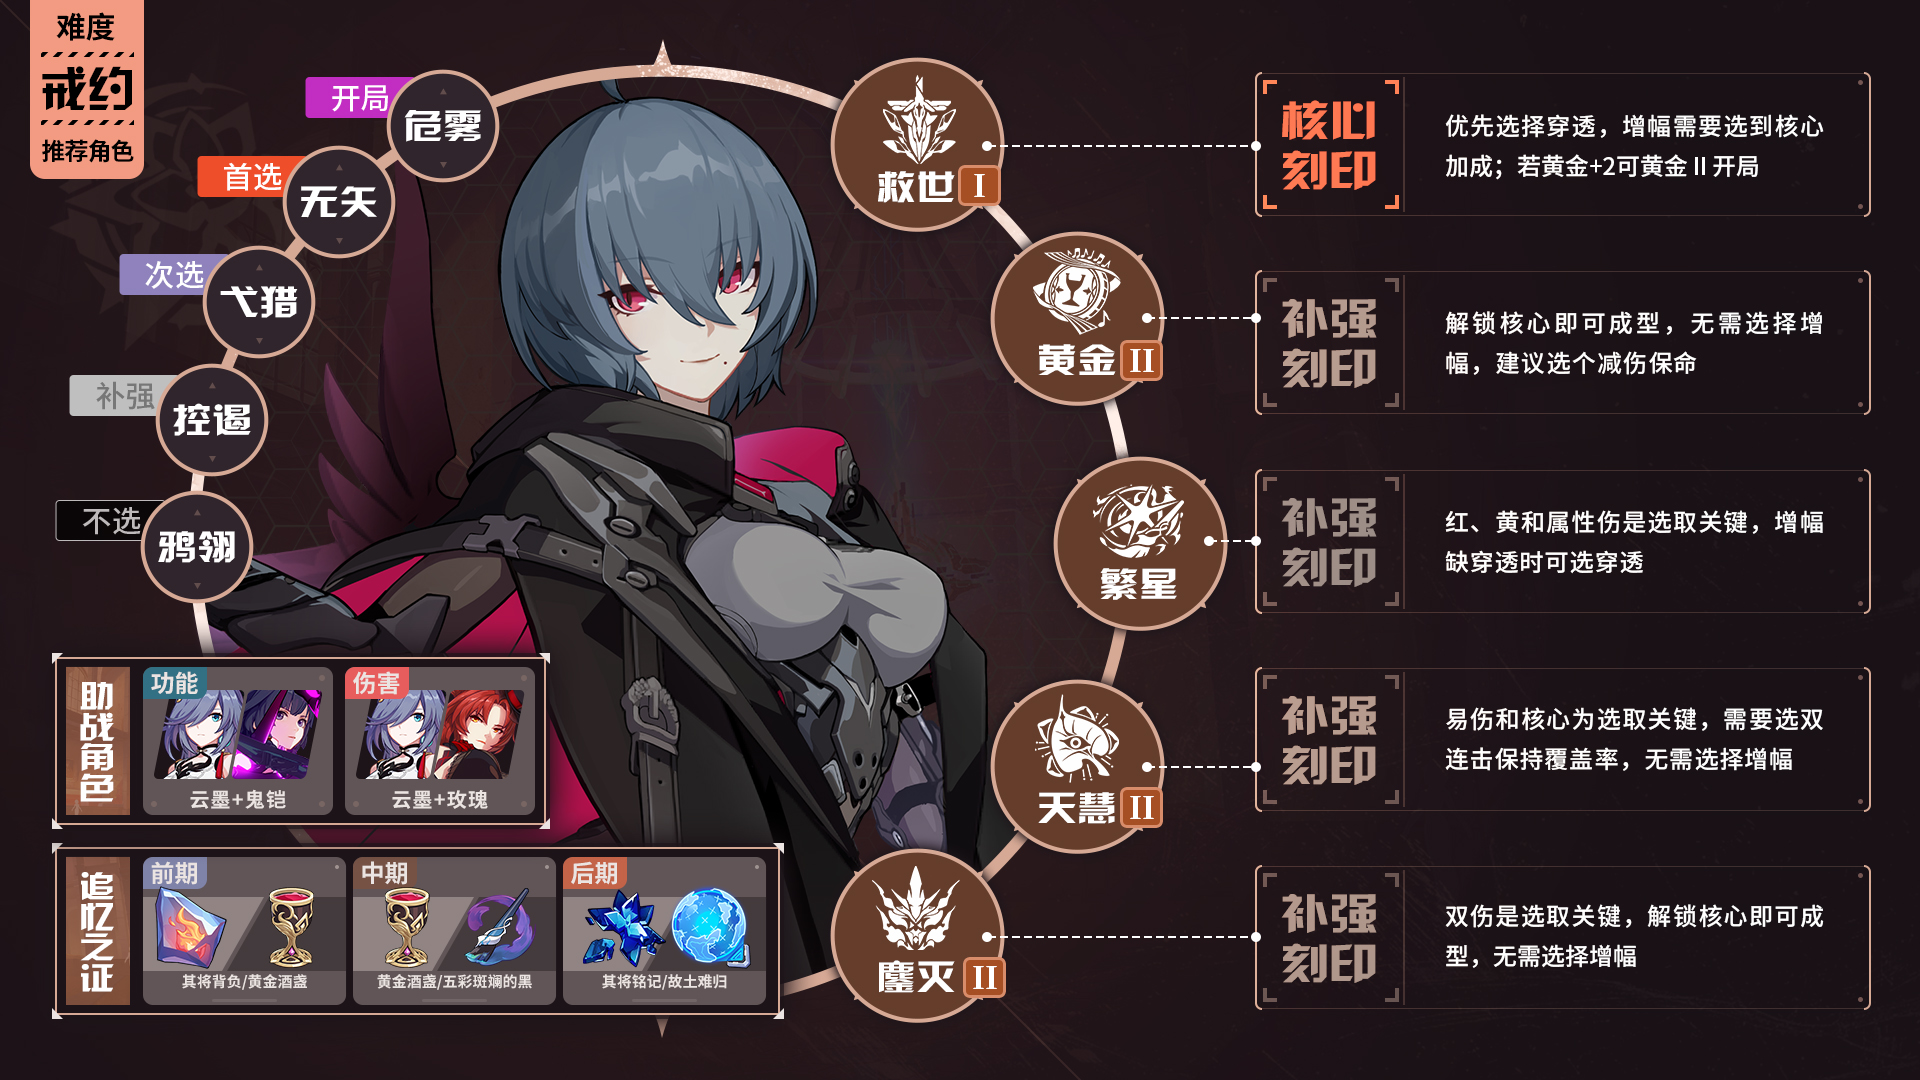 难度
戒约
推荐角色
开局
危雾
首选
无矢
次选
弋猎
补强
控遏
不选
鸦翎
救世 I
核心
刻印
优先选择穿透，增幅需要选到核心
加成；若黄金+2可黄金 II 开局
黄金 II
补强
刻印
解锁核心即可成型，无需选择增
幅，建议选个减伤保命
繁星
补强
刻印
红、黄和属性伤是选取关键，增幅
缺穿透时可选穿透
天慧 II
补强
刻印
易伤和核心为选取关键，需要选双
连击保持覆盖率，无需选择增幅
鏖灭 II
补强
刻印
双伤是选取关键，解锁核心即可成
型，无需选择增幅
助战角色
功能
云墨+鬼铠
伤害
云墨+玫瑰
追忆之证
前期
其将背负/黄金酒盏
中期
黄金酒盏/五彩斑斓的黑
后期
其将铭记/故土难归